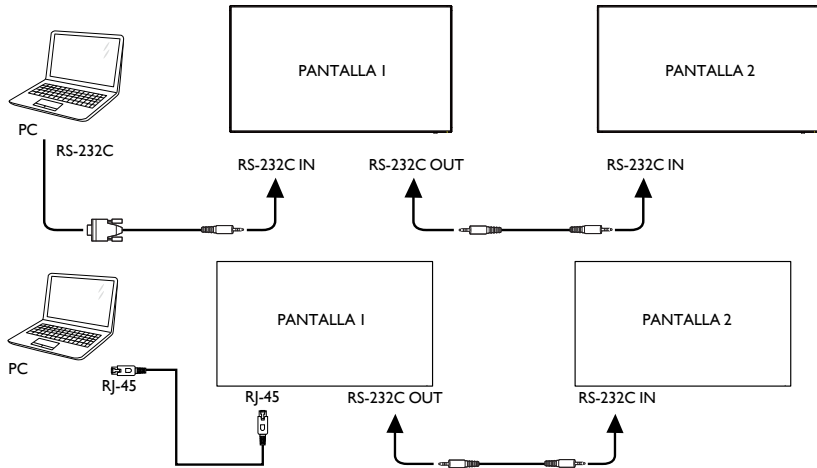 PANTALLA 1
PANTALLA 2
PC
RS-232C
RS-232C IN
RS-232C OUT
RS-232C IN
PANTALLA 1
PANTALLA 2
PC
RJ-45
RJ-45
RS-232C OUT
RS-232C IN